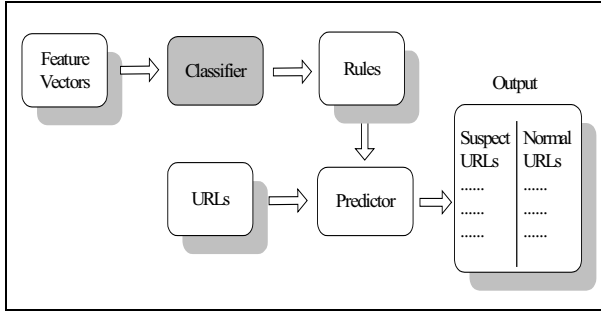 Feature
Vectors
Classifier
Rules
Output
Suspect
URLs
......
......
......
Normal
URLs
......
......
......
URLs
Predictor